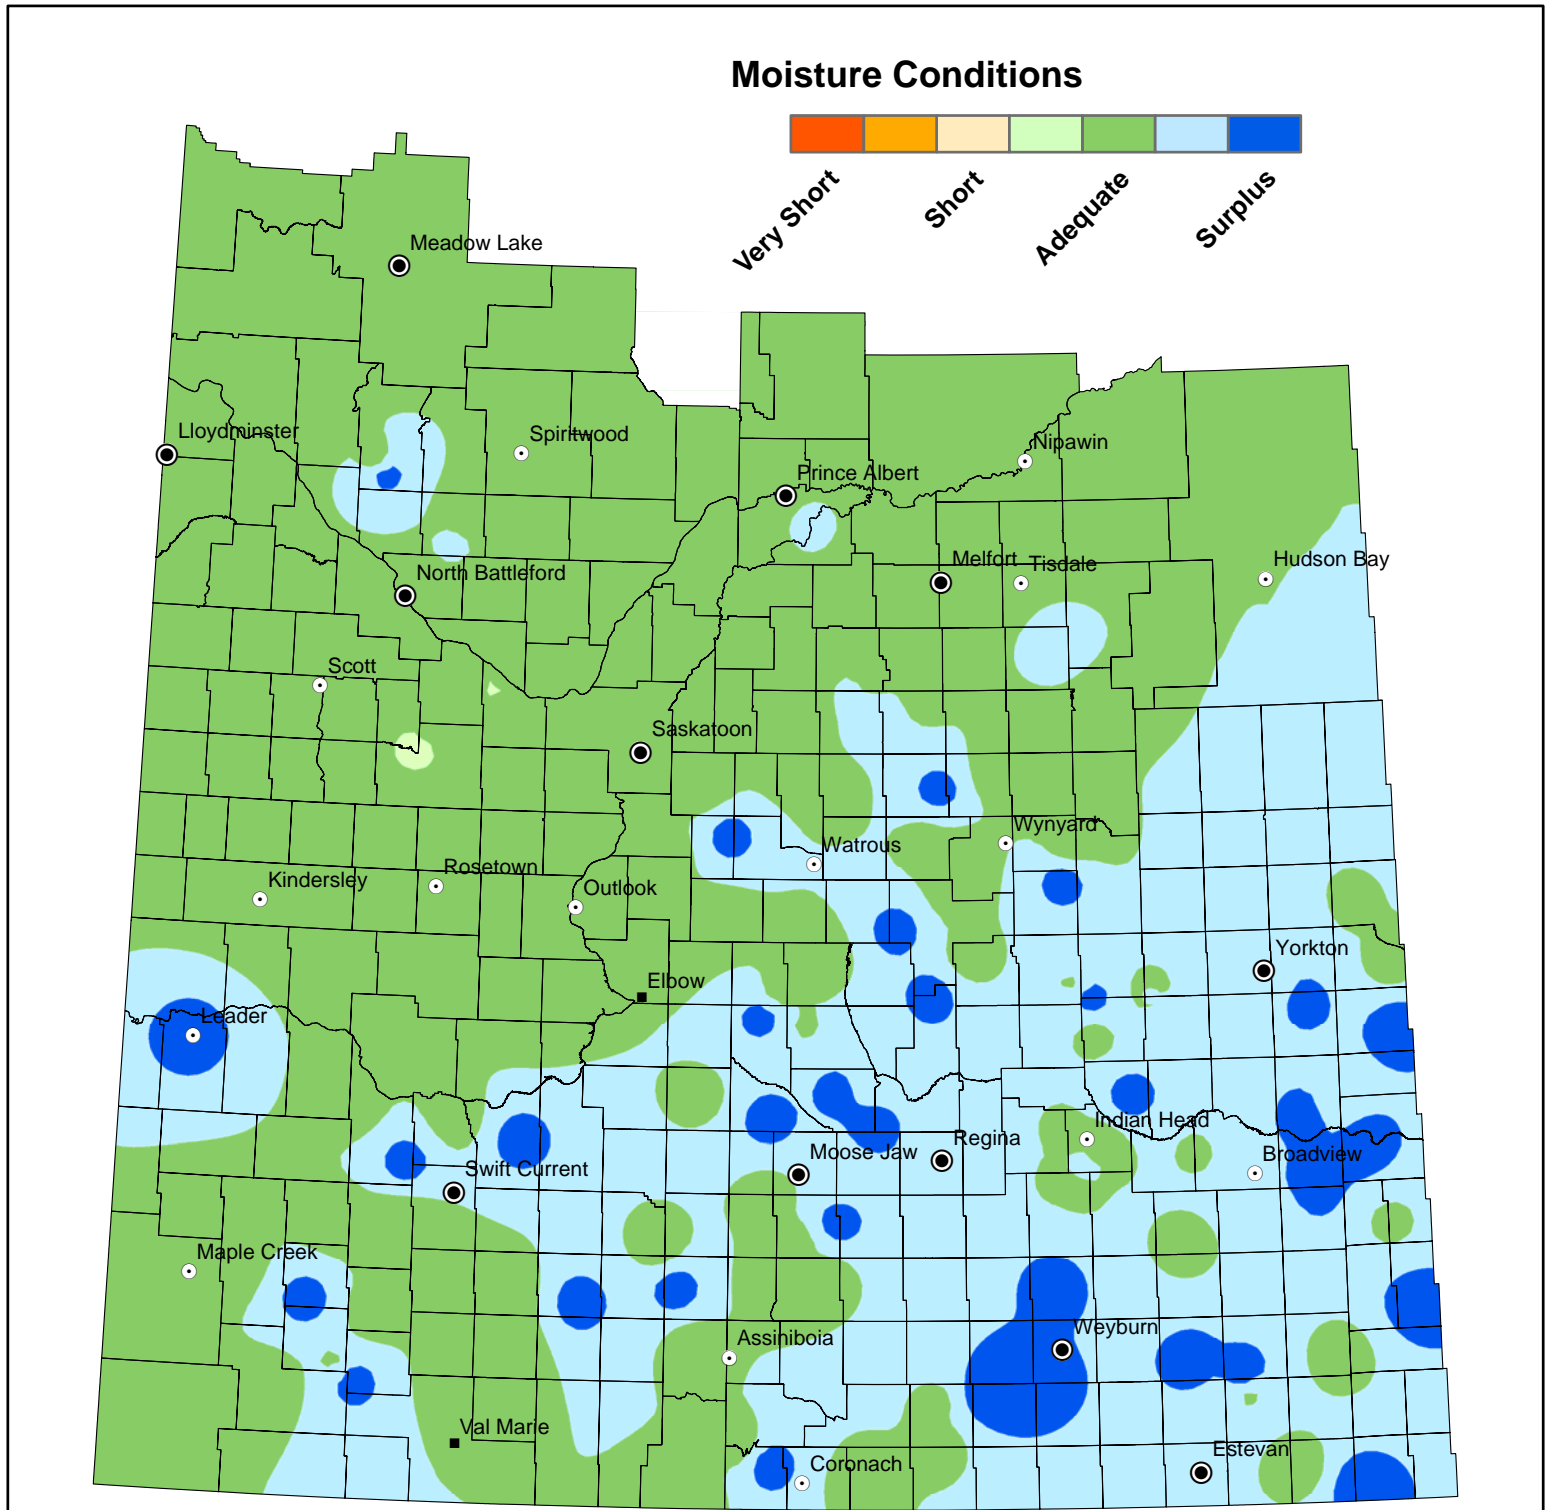 Moisture Conditions
Very Short
Short
Adequate
Surplus
Meadow Lake
Lloydminster
Spiritwood
Nipawin
Prince Albert
North Battleford
Melfort
Tisdale
Hudson Bay
Scott
Saskatoon
Wynyard
Watrous
Kindersley
Rosetown
Outlook
Yorkton
Elbow
Leader
Indian Head
Regina
Moose Jaw
Broadview
Swift Current
Maple Creek
Assiniboia
Weyburn
Val Marie
Coronach
Estevan